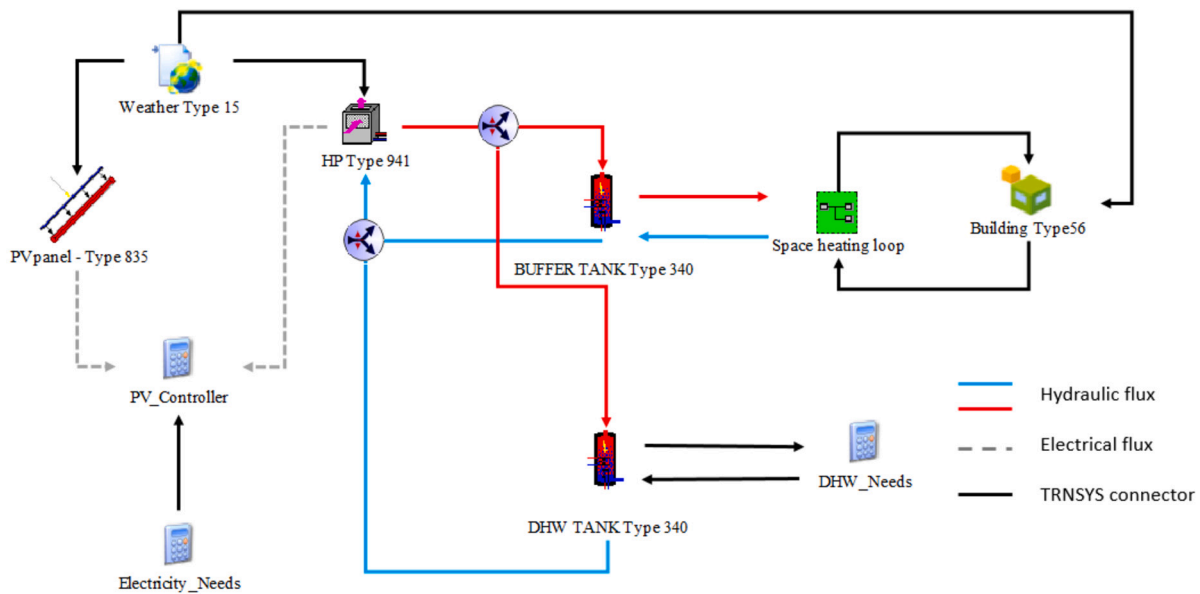 Weather Type 15
HP Type 941
PVpanel - Type 835
BUFFER TANK Type 340
Space heating loop
Building Type56
PV_Controller
Hydraulic flux
Electrical flux
TRNSYS connector
DHW_Needs
DHW TANK Type 340
Electricity_Needs